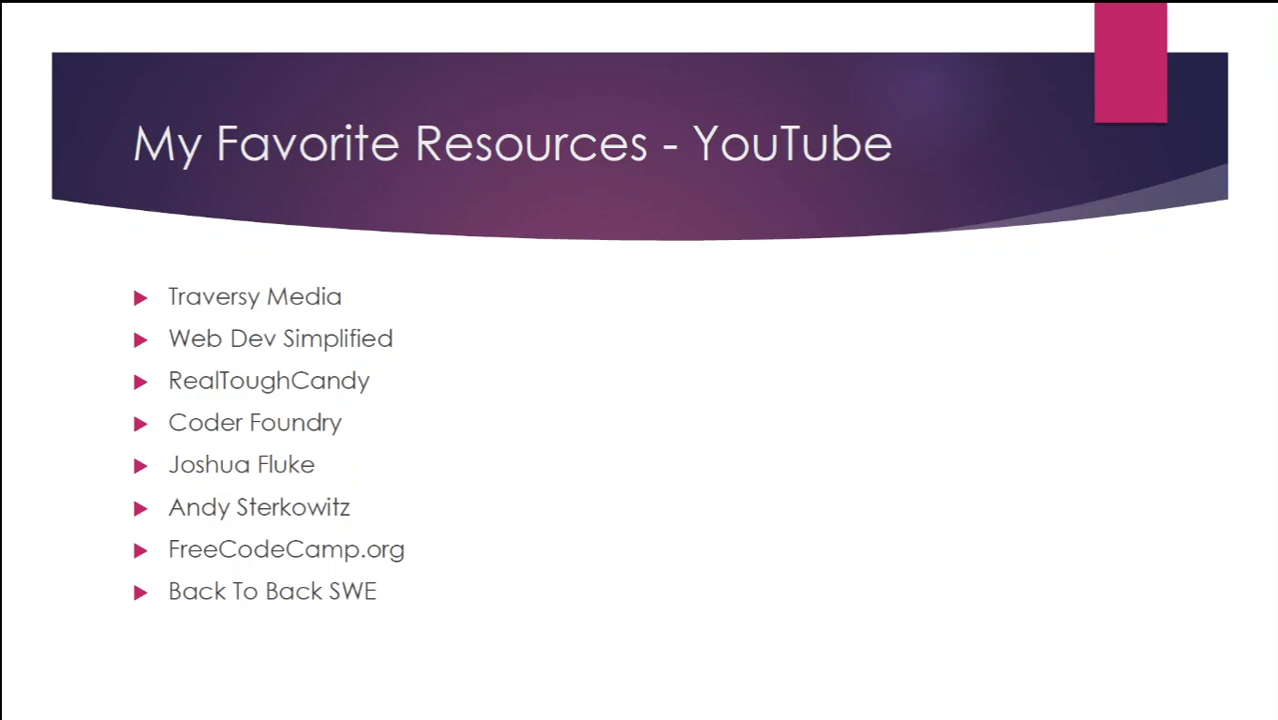 My Favorite Resources - YouTube
Traversy Media
Web Dev Simplified
RealToughCandy
Coder Foundry
Joshua Fluke
Andy Sterkowitz
FreeCodeCamp.org
Back To Back SWE